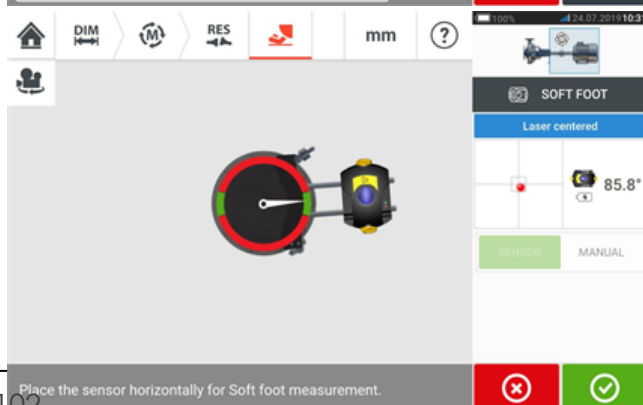 100% 24.07.2019 10:31
DIM M RES mm ?
SOFT FOOT
Laser centered
85.8°
SENSOR MANUAL
Place the sensor horizontally for Soft foot measurement.